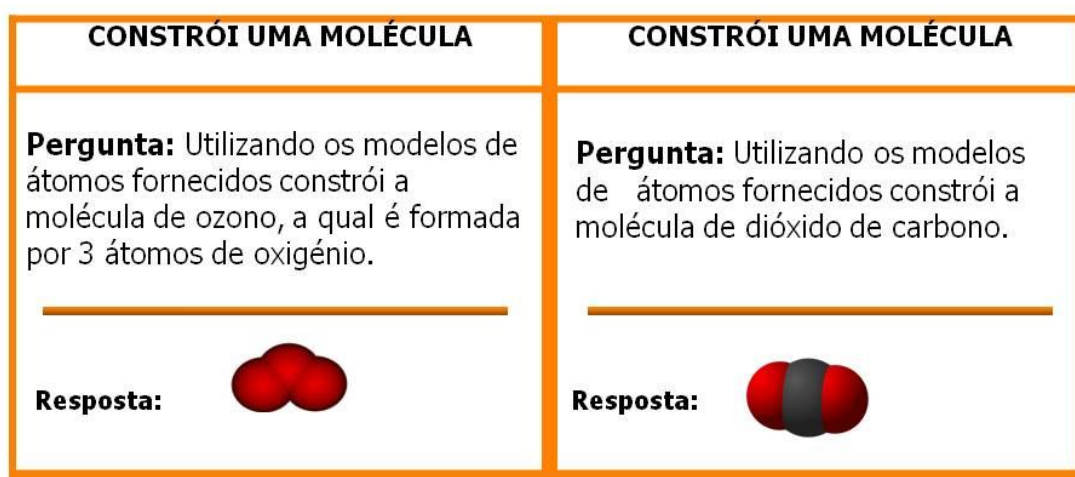 CONSTRÓI UMA MOLÉCULA
Pergunta: Utilizando os modelos de
átomos fornecidos constrói a
molécula de ozono, a qual é formada
por 3 átomos de oxigénio.
Resposta:
CONSTRÓI UMA MOLÉCULA
Pergunta: Utilizando os modelos
de átomos fornecidos constrói a
molécula de dióxido de carbono.
Resposta: